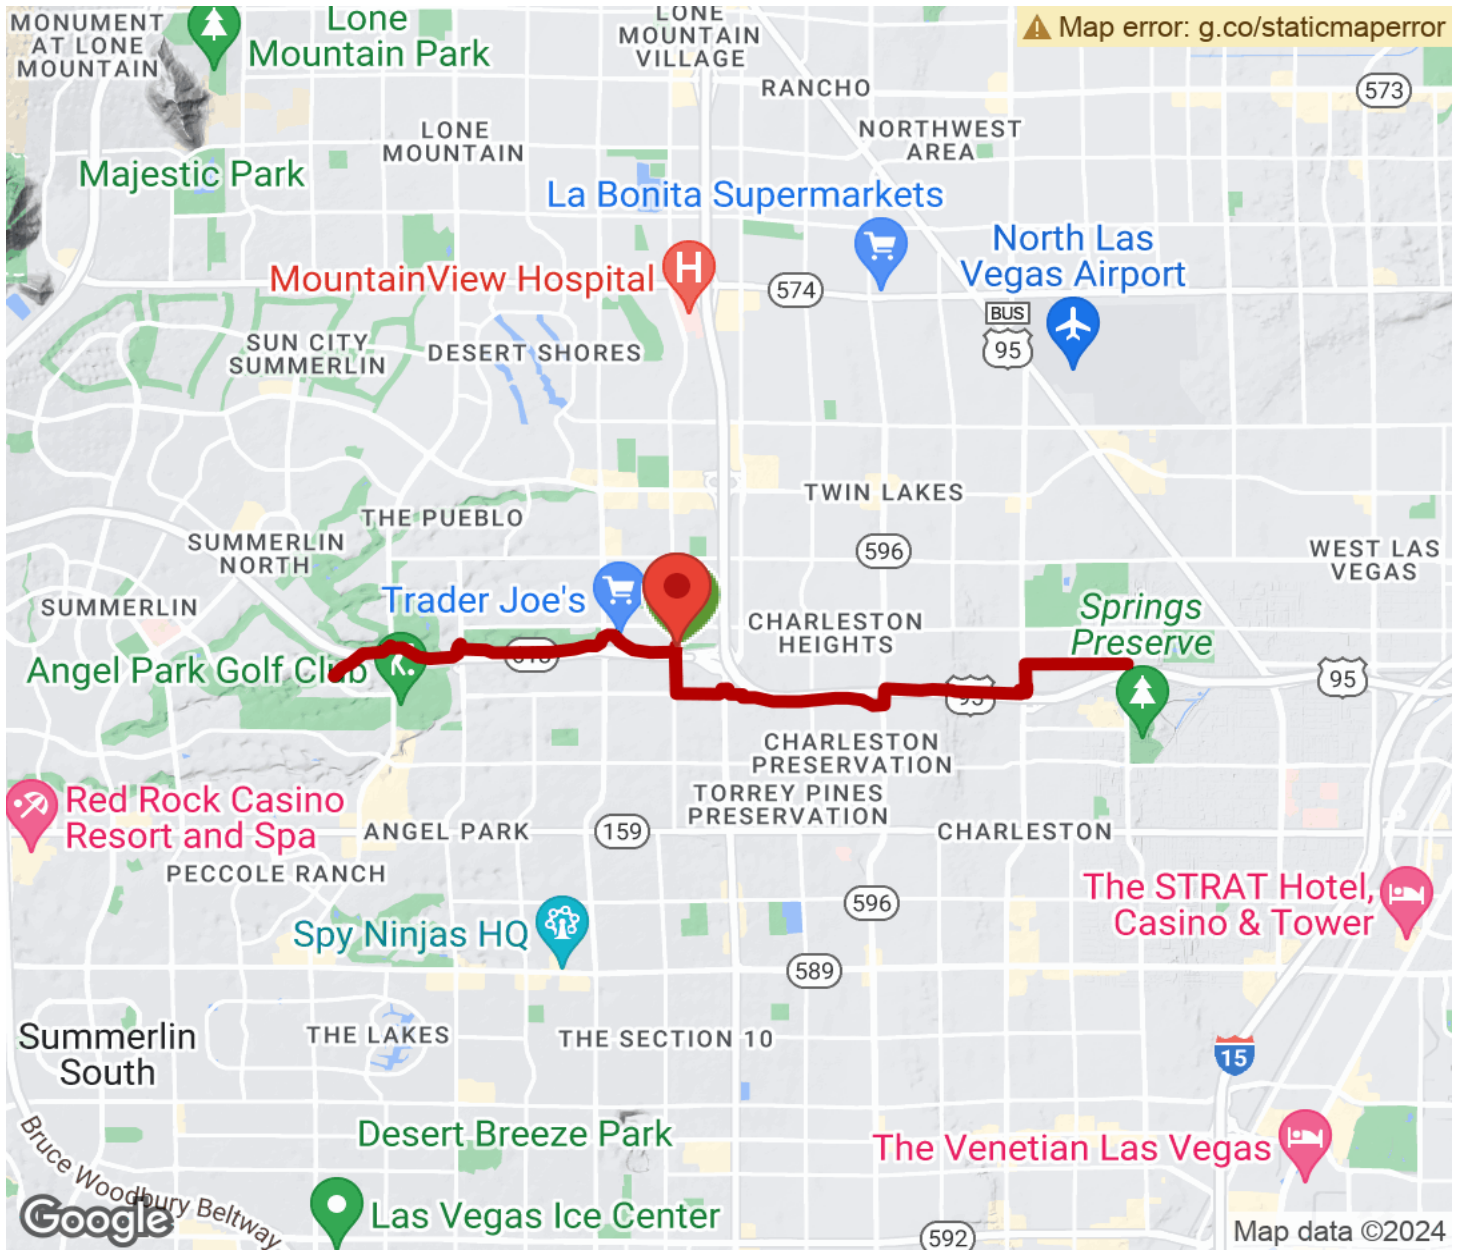 MONUMENT
AT LONE
MOUNTAIN
Lone
Mountain Park
LONE
MOUNTAIN
VILLAGE
Map error: g.co/staticmaperror
RANCHO
573
LONE
MOUNTAIN
NORTHWEST
AREA
Majestic Park
La Bonita Supermarkets
North Las
Vegas Airport
MountainView Hospital
H
574
BUS
95
SUN CITY
SUMMERLIN
DESERT SHORES
TWIN LAKES
THE PUEBLO
SUMMERLIN
NORTH
596
WEST LAS
VEGAS
SUMMERLIN
Trader Joe's
CHARLESTON
HEIGHTS
Springs
Preserve
Angel Park Golf Club
95
95
CHARLESTON
PRESERVATION
TORREY PINES
PRESERVATION
Red Rock Casino
Resort and Spa
ANGEL PARK
159
CHARLESTON
PECCOLE RANCH
The STRAT Hotel,
Casino & Tower
596
Spy Ninjas HQ
589
Summerlin
South
THE LAKES
THE SECTION 10
15
Desert Breeze Park
The Venetian Las Vegas
Bruce Woodbury Beltway
Las Vegas Ice Center
Google
592
Map data ©2024